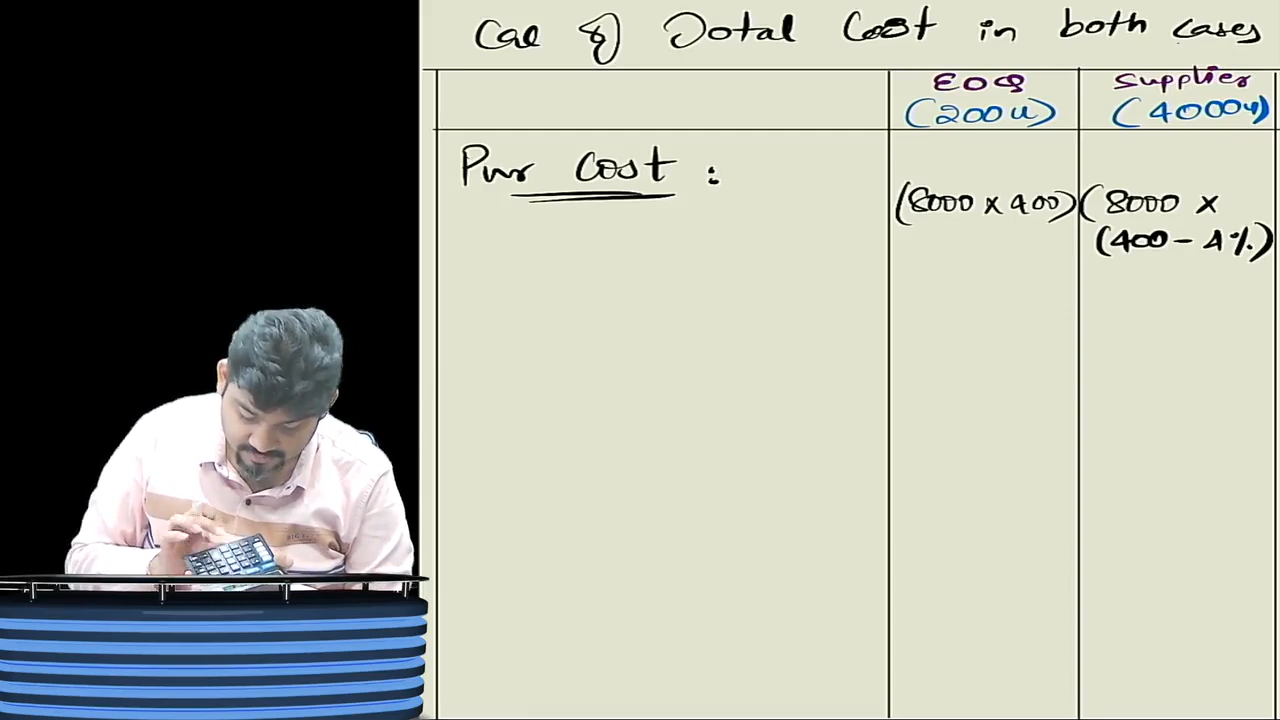 Cal of Total Cost in both cases
EOQ
(200u)
Supplier
(4000u)
Pur Cost :
(8000 x 400)
(8000 x
(400 - 4%)